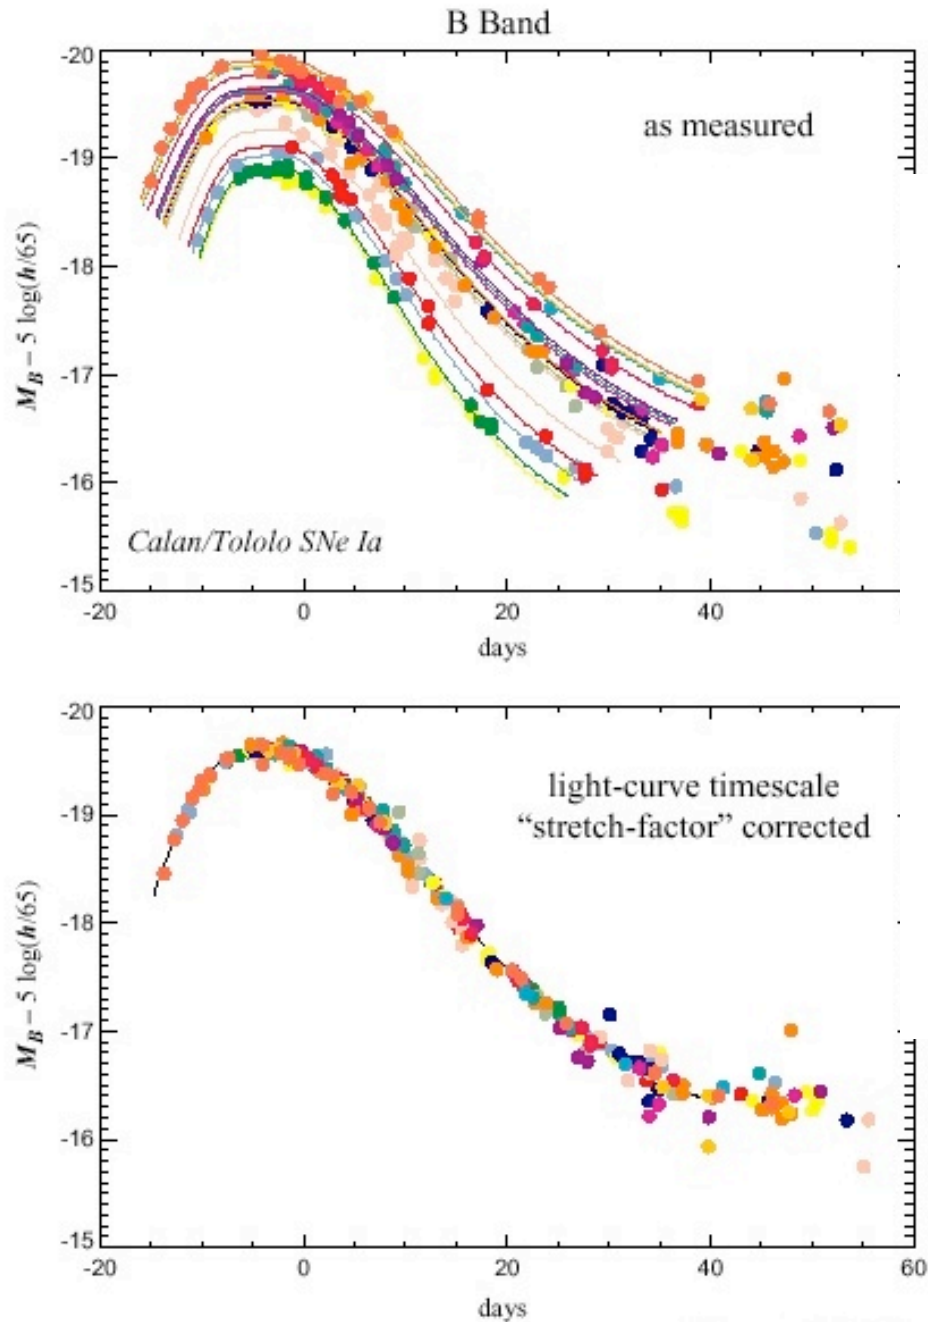 B Band
-20
as measured
-19
-18
M_B – 5 log(h/65)
-17
-16
Calan/Tololo SNe Ia
-15
-20 0 20 40
days
-20
light-curve timescale
“stretch-factor” corrected
-19
-18
M_B – 5 log(h/65)
-17
-16
-15
-20 0 20 40 60
days